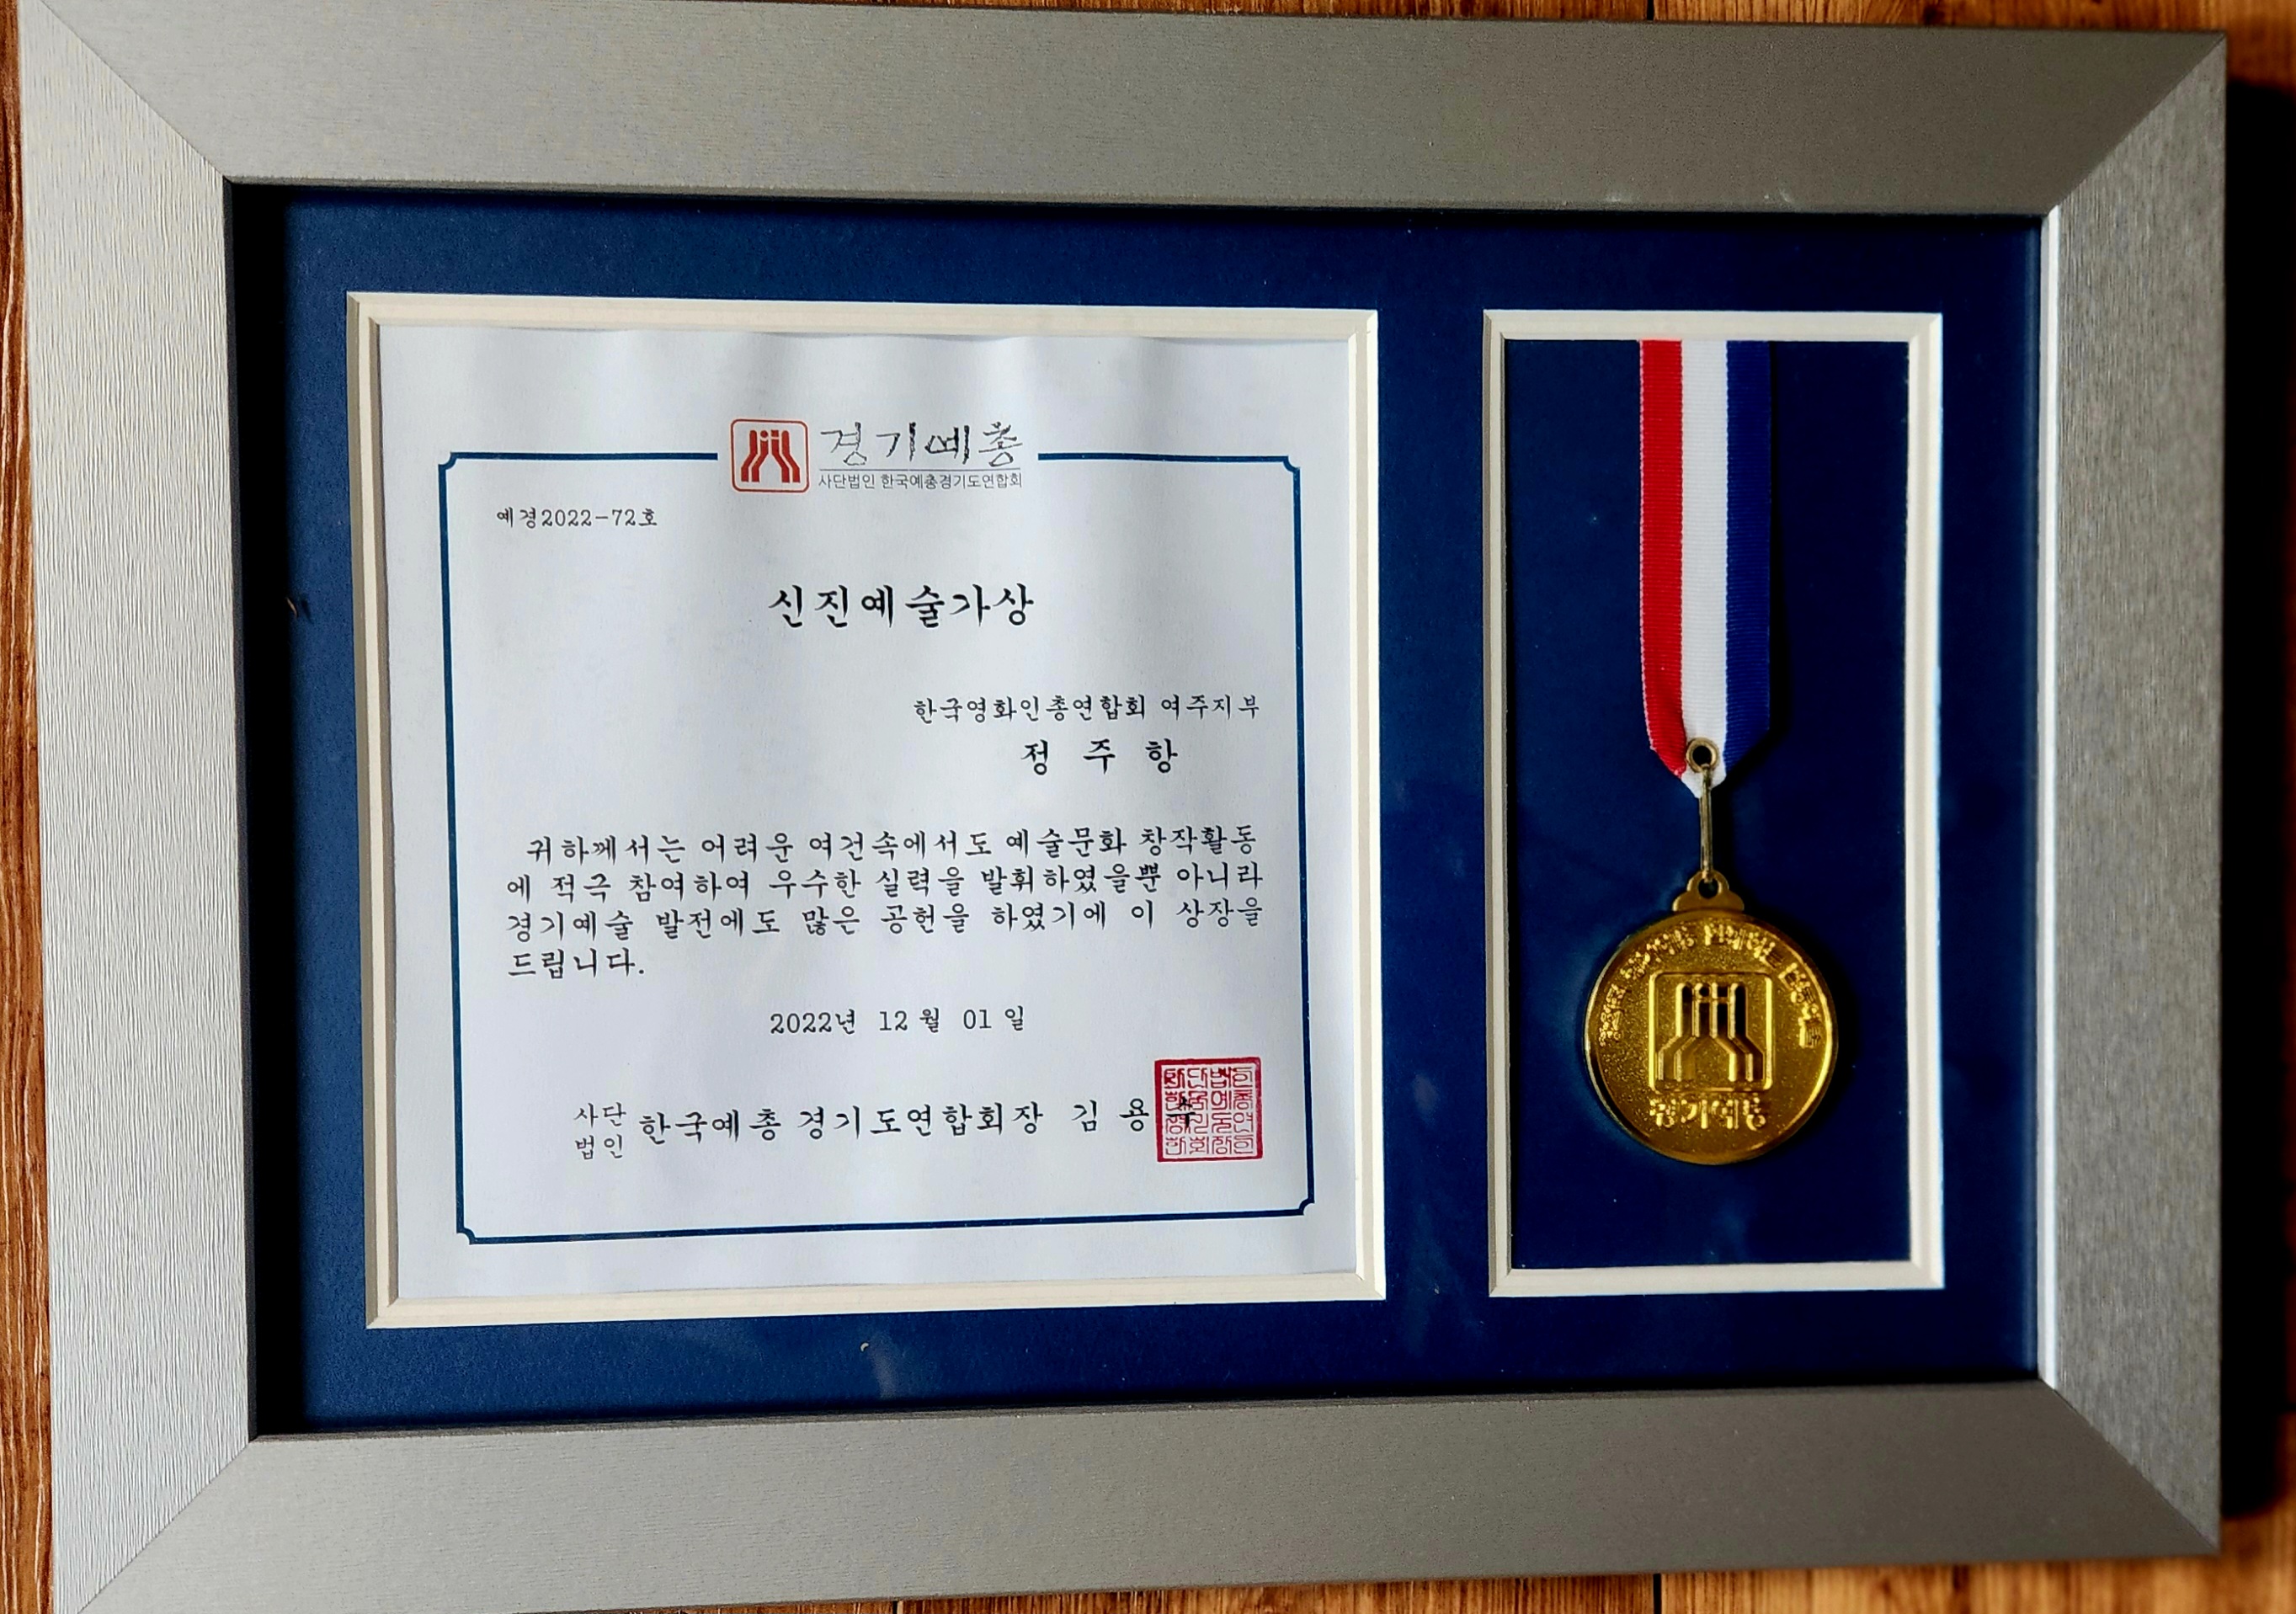 경기예총
사단법인 한국예총경기도연합회
예경2022-72호
신진예술가상
한국영화인총연합회 여주지부
정 주 항
귀하께서는 어려운 여건속에서도 예술문화 창작활동
에 적극 참여하여 우수한 실력을 발휘하였을뿐 아니라
경기예술 발전에도 많은 공헌을 하였기에 이 상장을
드립니다.
2022년 12월 01일
사단
법인 한국예총 경기도연합회장 김 용
경기예총